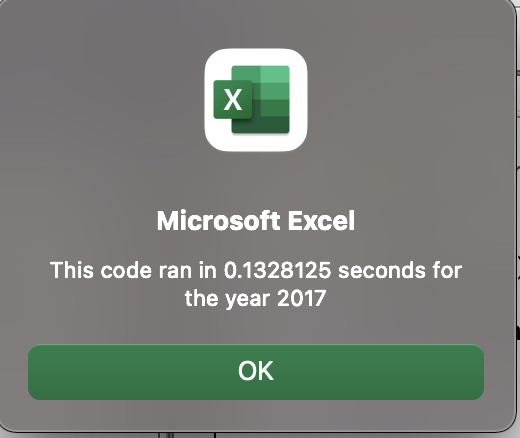 X
Microsoft Excel
This code ran in 0.1328125 seconds for
the year 2017
OK